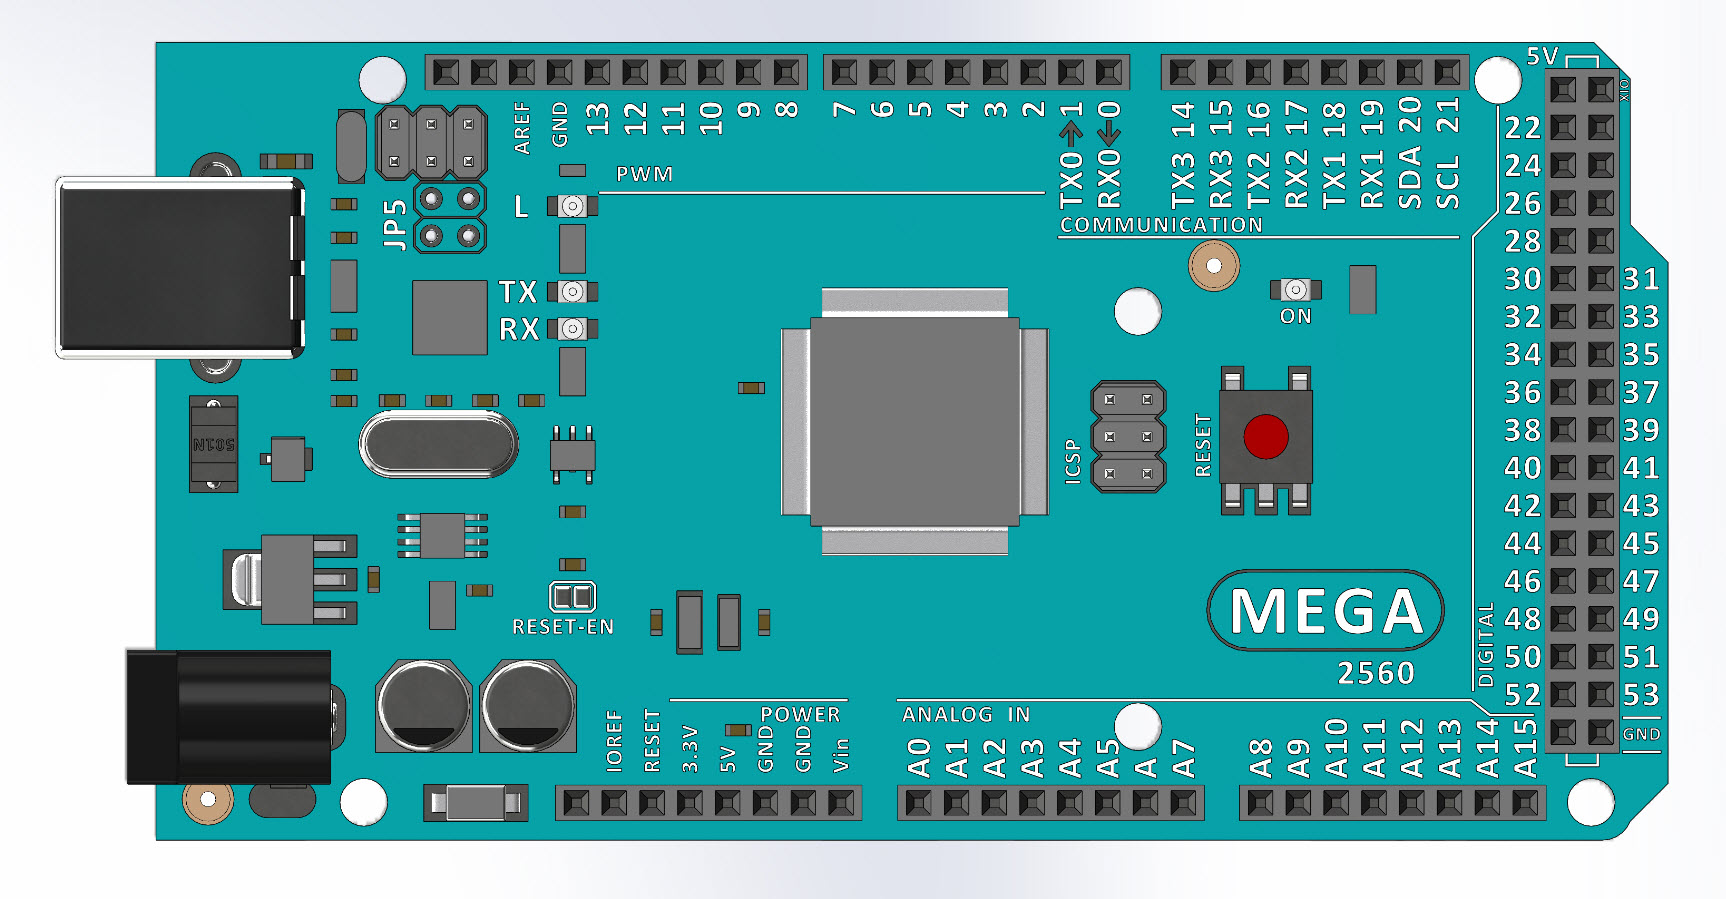 5V
XIO
AREF
GND
13
12
11
10
9
8
7
6
5
4
3
2
TX0 1
RX0 0
TX3 14
RX3 15
TX2 16
RX2 17
TX1 18
RX1 19
SDA 20
SCL 21
PWM
COMMUNICATION
JP5
L
TX
RX
ON
501N
ICSP
RESET
RESET-EN
MEGA
2560
DIGITAL
22
24
26
28
30 31
32 33
34 35
36 37
38 39
40 41
42 43
44 45
46 47
48 49
50 51
52 53
GND
POWER
IOREF
RESET
3.3V
5V
GND
GND
Vin
ANALOG IN
A0
A1
A2
A3
A4
A5
A
A7
A8
A9
A10
A11
A12
A13
A14
A15